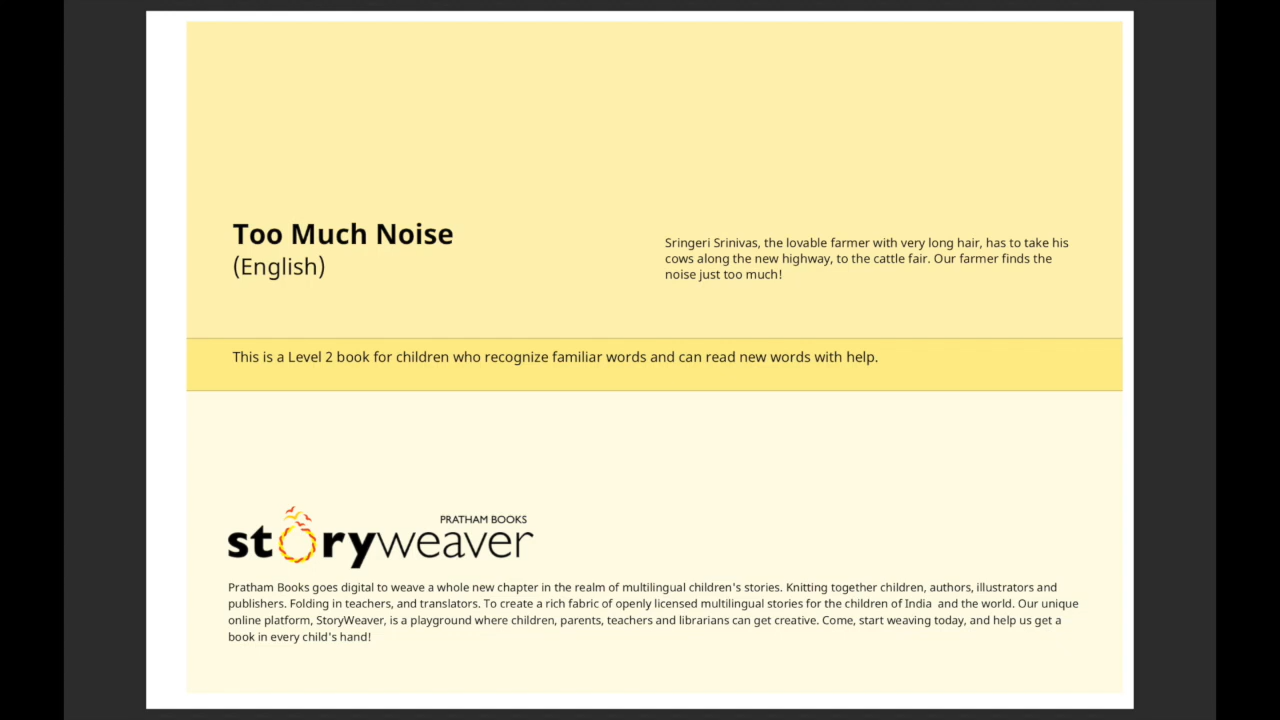 Too Much Noise
(English)
Sringeri Srinivas, the lovable farmer with very long hair, has to take his
cows along the new highway, to the cattle fair. Our farmer finds the
noise just too much!
This is a Level 2 book for children who recognize familiar words and can read new words with help.
PRATHAM BOOKS
storyweaver
Pratham Books goes digital to weave a whole new chapter in the realm of multilingual children's stories. Knitting together children, authors, illustrators and
publishers. Folding in teachers, and translators. To create a rich fabric of openly licensed multilingual stories for the children of India and the world. Our unique
online platform, StoryWeaver, is a playground where children, parents, teachers and librarians can get creative. Come, start weaving today, and help us get a
book in every child's hand!